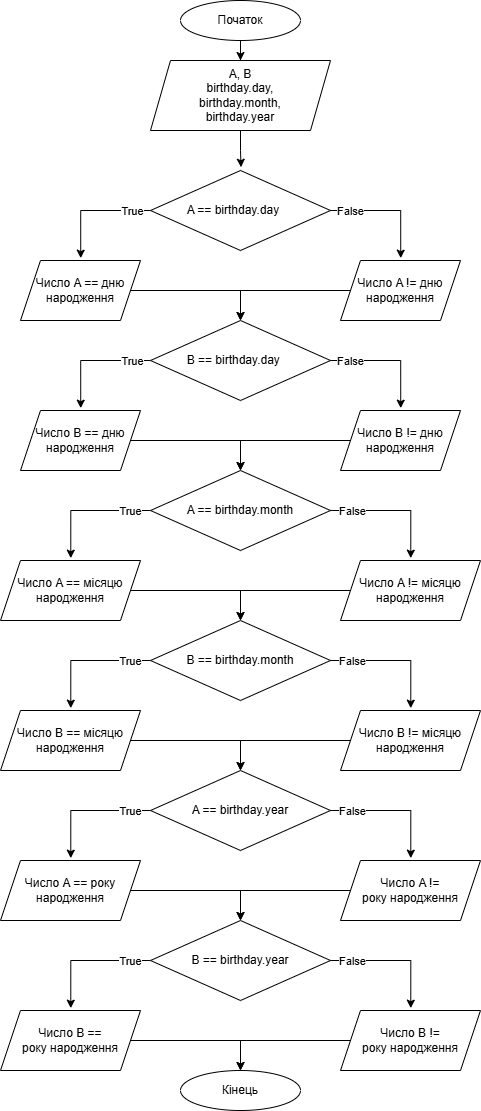 Початок
A, B
birthday.day,
birthday.month,
birthday.year
A == birthday.day
True
False
Число A == дню
народження
Число A != дню
народження
B == birthday.day
True
False
Число B == дню
народження
Число B != дню
народження
A == birthday.month
True
False
Число A == місяцю
народження
Число A != місяцю
народження
B == birthday.month
True
False
Число B == місяцю
народження
Число B != місяцю
народження
A == birthday.year
True
False
Число A == року
народження
Число A !=
року народження
B == birthday.year
True
False
Число B ==
року народження
Число B !=
року народження
Кінець